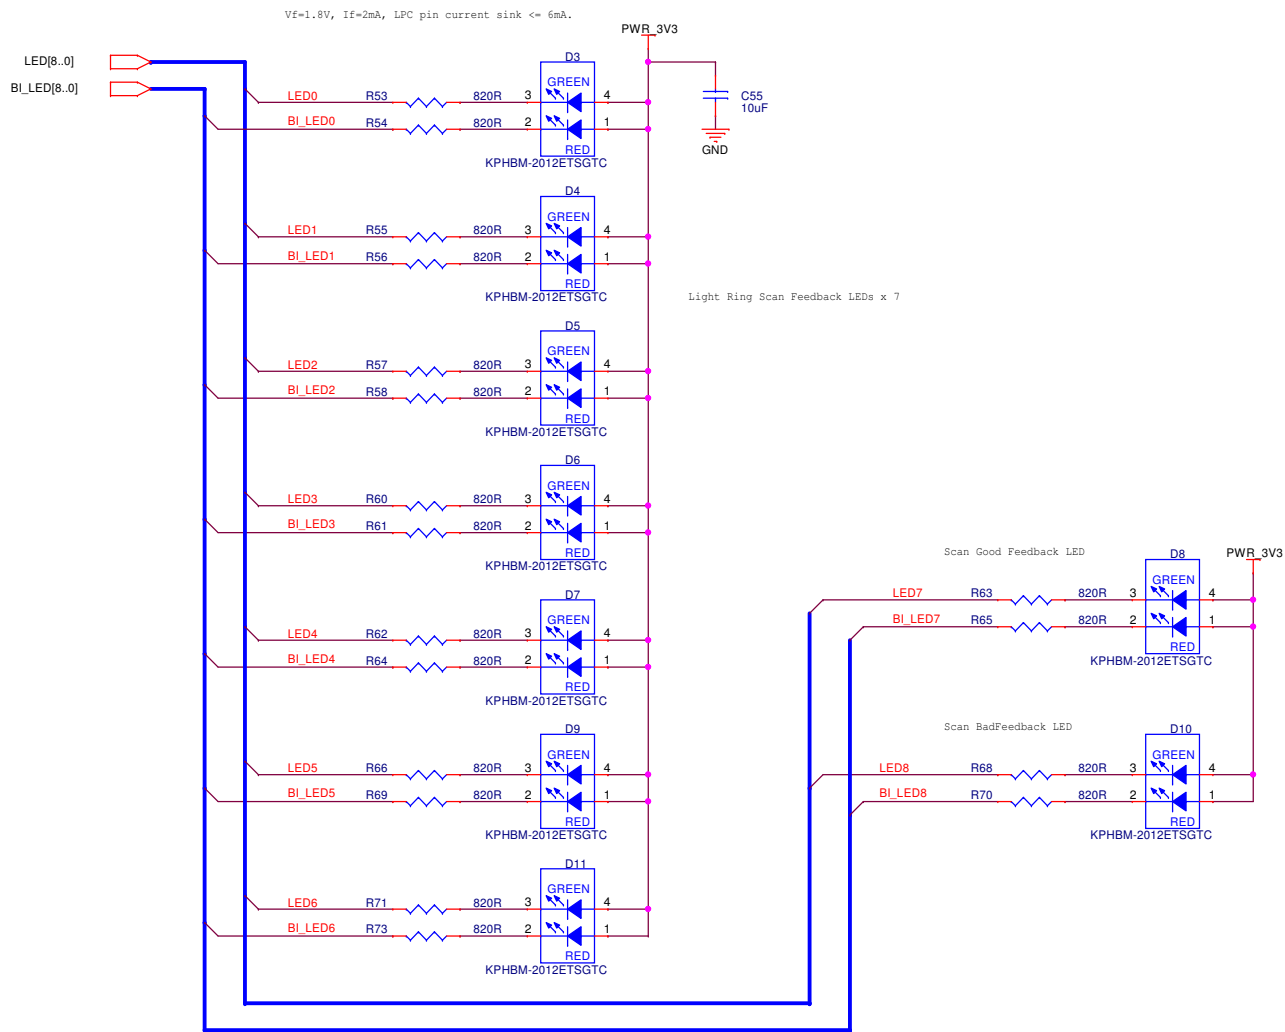 Vf=1.8V, If=2mA, LPC pin current sink <= 6mA.
PWR_3V3
LED[8..0]
BI_LED[8..0]
D3
GREEN
LED0 R53 820R 3 4
BI_LED0 R54 820R 2 1
RED
KPHBM-2012ETSGTC
C55
10uF
GND
D4
GREEN
LED1 R55 820R 3 4
BI_LED1 R56 820R 2 1
RED
KPHBM-2012ETSGTC
Light Ring Scan Feedback LEDs x 7
D5
GREEN
LED2 R57 820R 3 4
BI_LED2 R58 820R 2 1
RED
KPHBM-2012ETSGTC
D6
GREEN
LED3 R60 820R 3 4
BI_LED3 R61 820R 2 1
RED
KPHBM-2012ETSGTC
D7
GREEN
LED4 R62 820R 3 4
BI_LED4 R64 820R 2 1
RED
KPHBM-2012ETSGTC
D9
GREEN
LED5 R66 820R 3 4
BI_LED5 R69 820R 2 1
RED
KPHBM-2012ETSGTC
D11
GREEN
LED6 R71 820R 3 4
BI_LED6 R73 820R 2 1
RED
KPHBM-2012ETSGTC
Scan Good Feedback LED
D8
PWR_3V3
GREEN
LED7 R63 820R 3 4
BI_LED7 R65 820R 2 1
RED
KPHBM-2012ETSGTC
Scan BadFeedback LED
D10
GREEN
LED8 R68 820R 3 4
BI_LED8 R70 820R 2 1
RED
KPHBM-2012ETSGTC